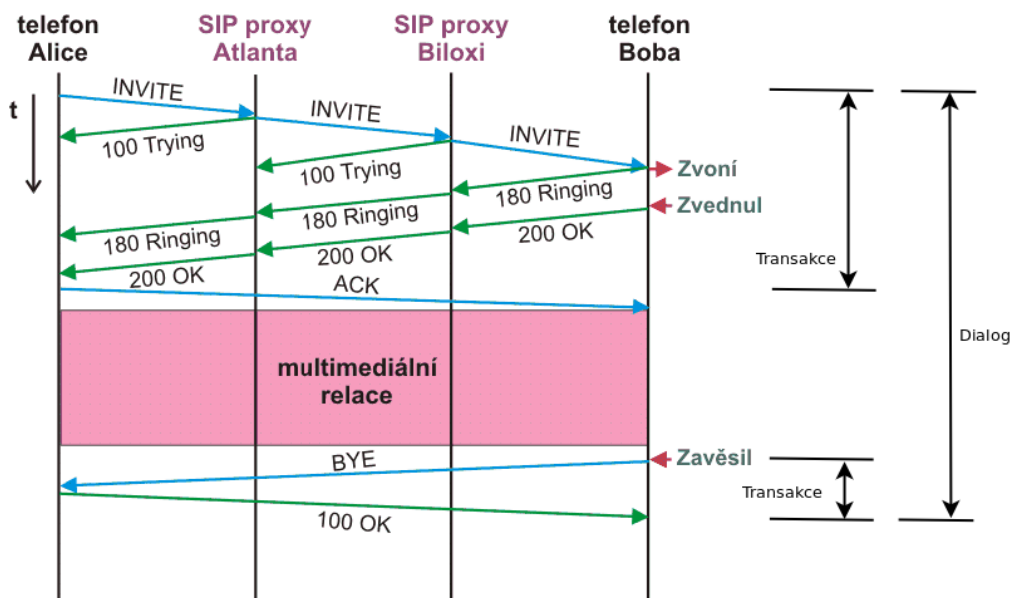 telefon
Alice
SIP proxy
Atlanta
SIP proxy
Biloxi
telefon
Boba
t
INVITE
INVITE
INVITE
100 Trying
100 Trying
Zvoní
180 Ringing
180 Ringing
180 Ringing
Zvednul
200 OK
200 OK
200 OK
ACK
Transakce
Dialog
multimediální
relace
BYE
Zavěsil
Transakce
100 OK